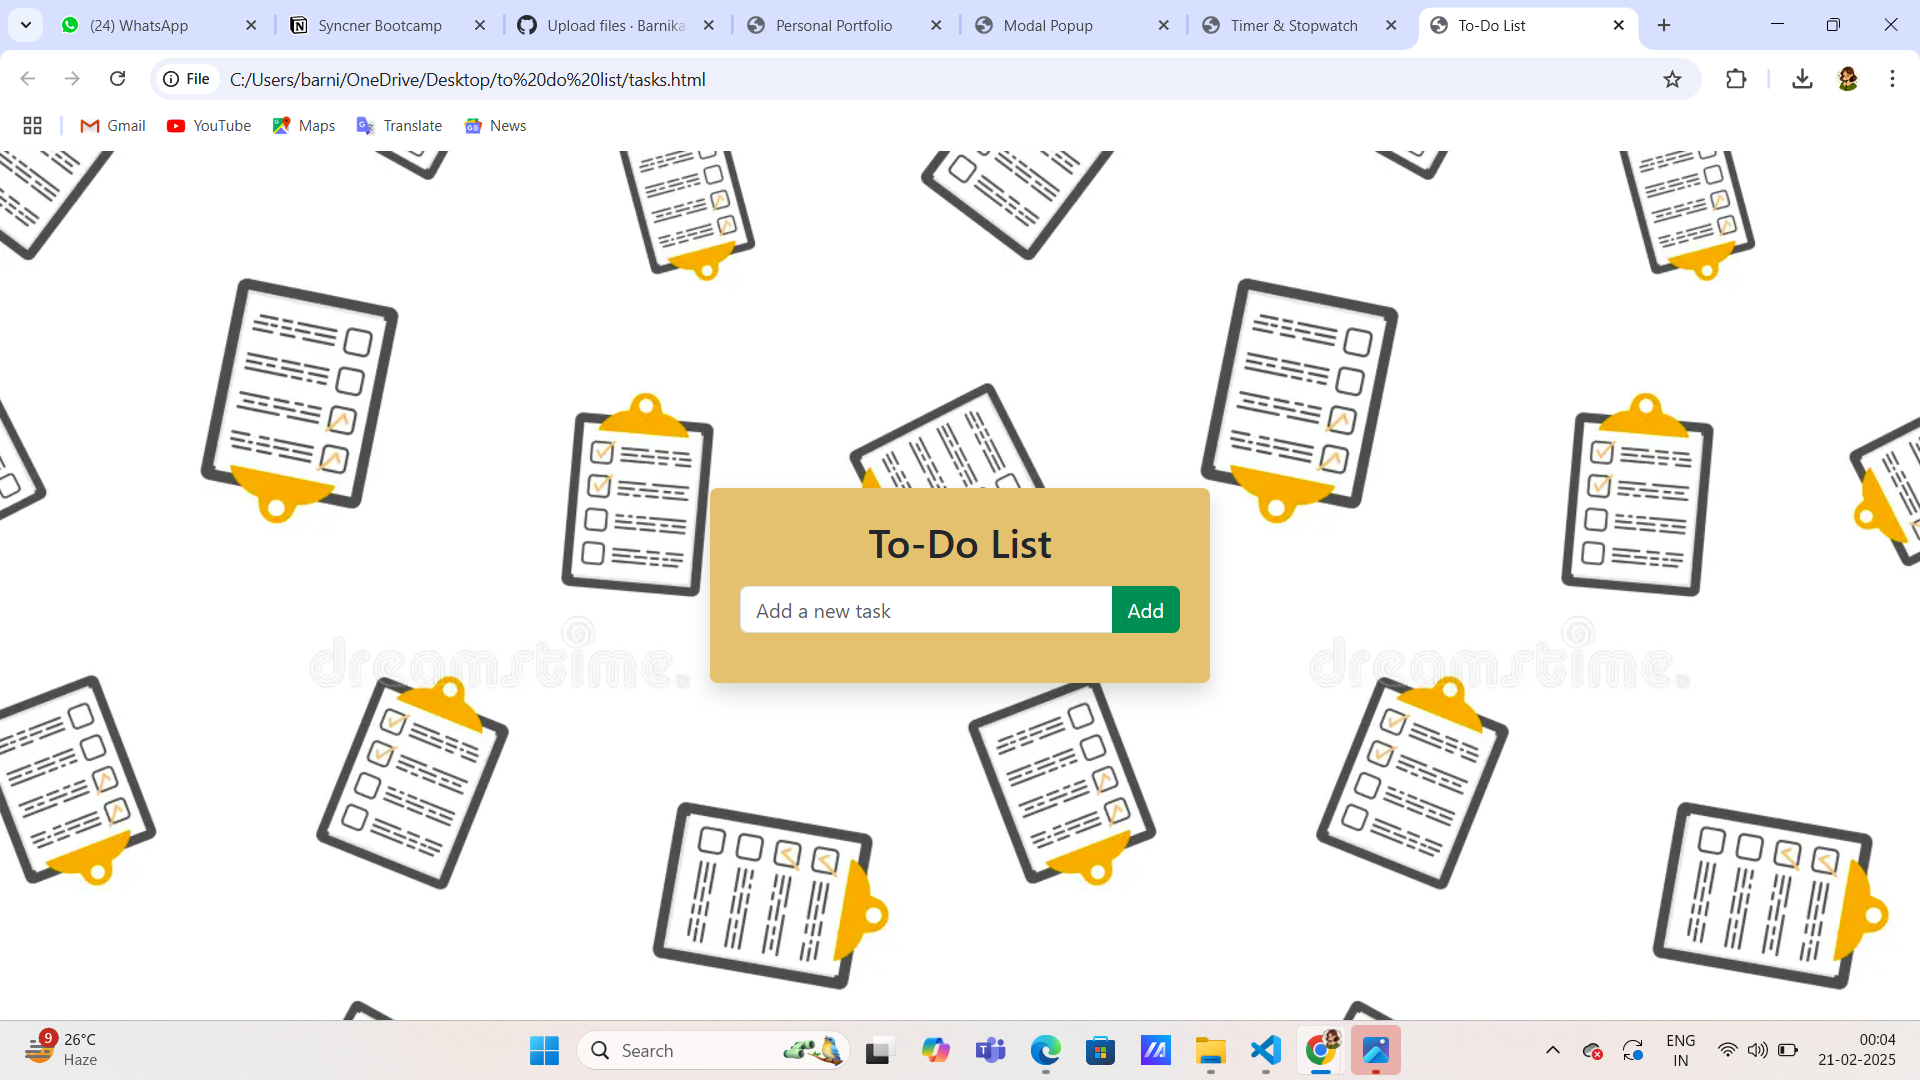 (24) WhatsApp
Syncner Bootcamp
Upload files · Barnika
Personal Portfolio
Modal Popup
Timer & Stopwatch
To-Do List
File
C:/Users/barni/OneDrive/Desktop/to%20do%20list/tasks.html
Gmail
YouTube
Maps
Translate
News
To-Do List
Add a new task
Add
dreamstime.
dreamstime.
9
26°C
Haze
Search
ENG
IN
00:04
21-02-2025